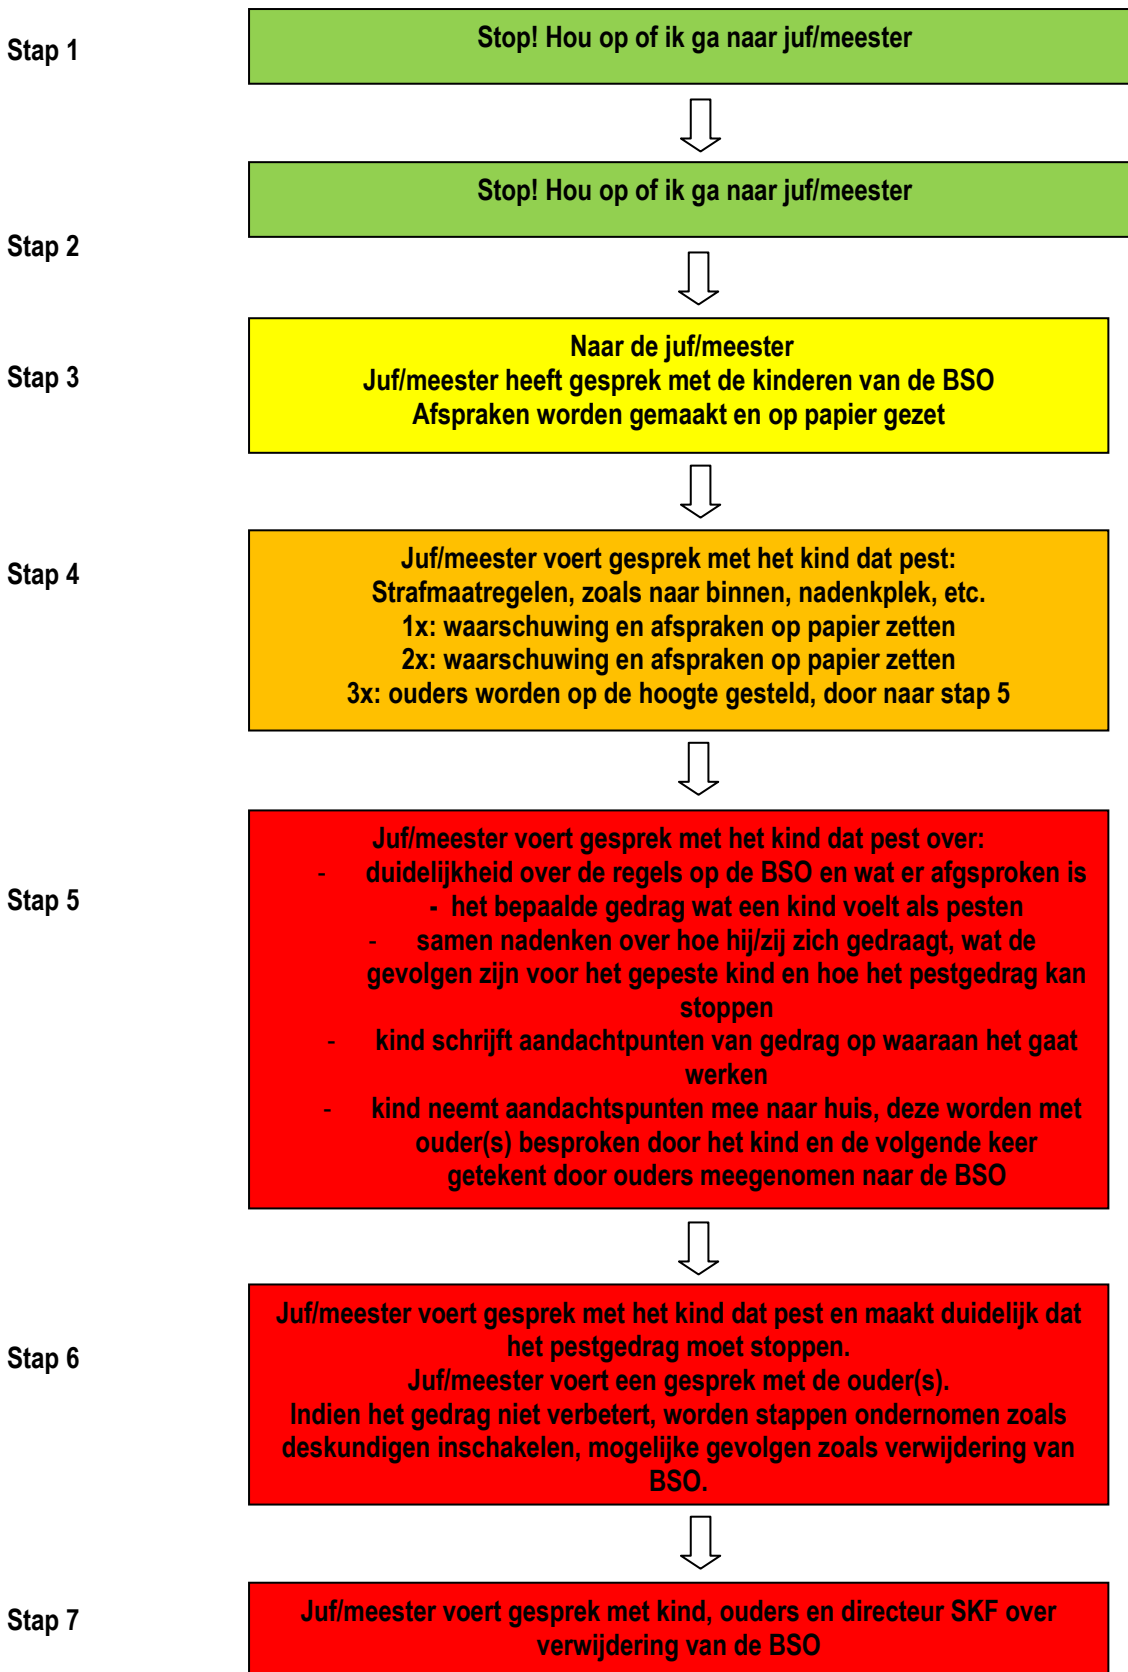 Stap 1
Stop! Hou op of ik ga naar juf/meester
Stap 2
Stop! Hou op of ik ga naar juf/meester
Stap 3
Naar de juf/meester
Juf/meester heeft gesprek met de kinderen van de BSO
Afspraken worden gemaakt en op papier gezet
Stap 4
Juf/meester voert gesprek met het kind dat pest:
Strafmaatregelen, zoals naar binnen, nadenkplek, etc.
1x: waarschuwing en afspraken op papier zetten
2x: waarschuwing en afspraken op papier zetten
3x: ouders worden op de hoogte gesteld, door naar stap 5
Stap 5
Juf/meester voert gesprek met het kind dat pest over:
- duidelijkheid over de regels op de BSO en wat er afgsproken is
- het bepaalde gedrag wat een kind voelt als pesten
- samen nadenken over hoe hij/zij zich gedraagt, wat de
gevolgen zijn voor het gepeste kind en hoe het pestgedrag kan
stoppen
- kind schrijft aandachtpunten van gedrag op waaraan het gaat
werken
- kind neemt aandachtspunten mee naar huis, deze worden met
ouder(s) besproken door het kind en de volgende keer
getekent door ouders meegenomen naar de BSO
Stap 6
Juf/meester voert gesprek met het kind dat pest en maakt duidelijk dat
het pestgedrag moet stoppen.
Juf/meester voert een gesprek met de ouder(s).
Indien het gedrag niet verbetert, worden stappen ondernomen zoals
deskundigen inschakelen, mogelijke gevolgen zoals verwijdering van
BSO.
Stap 7
Juf/meester voert gesprek met kind, ouders en directeur SKF over
verwijdering van de BSO